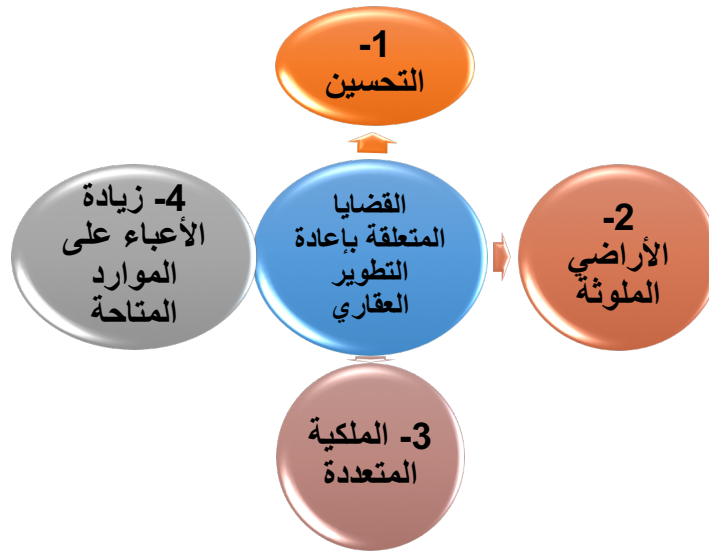 1-
التحسين
القضايا
المتعلقة بإعادة
التطوير
العقاري
2-
الأراضي
الملوثة
3- الملكية
المتعددة
4- زيادة
الأعباء على
الموارد
المتاحة